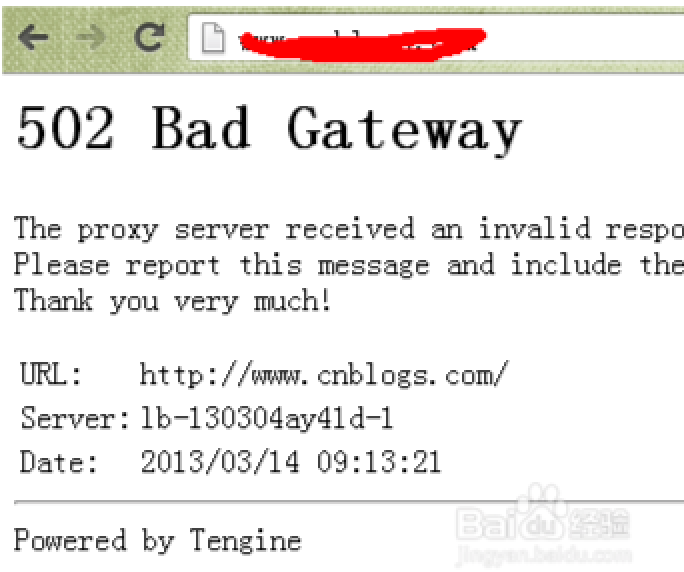 502 Bad Gateway
The proxy server received an invalid respo
Please report this message and include the
Thank you very much!
URL: http://www.cnblogs.com/
Server: lb-130304ay41d-1
Date: 2013/03/14 09:13:21
Powered by Tengine
Baidu 经验
jingyan.baidu.com